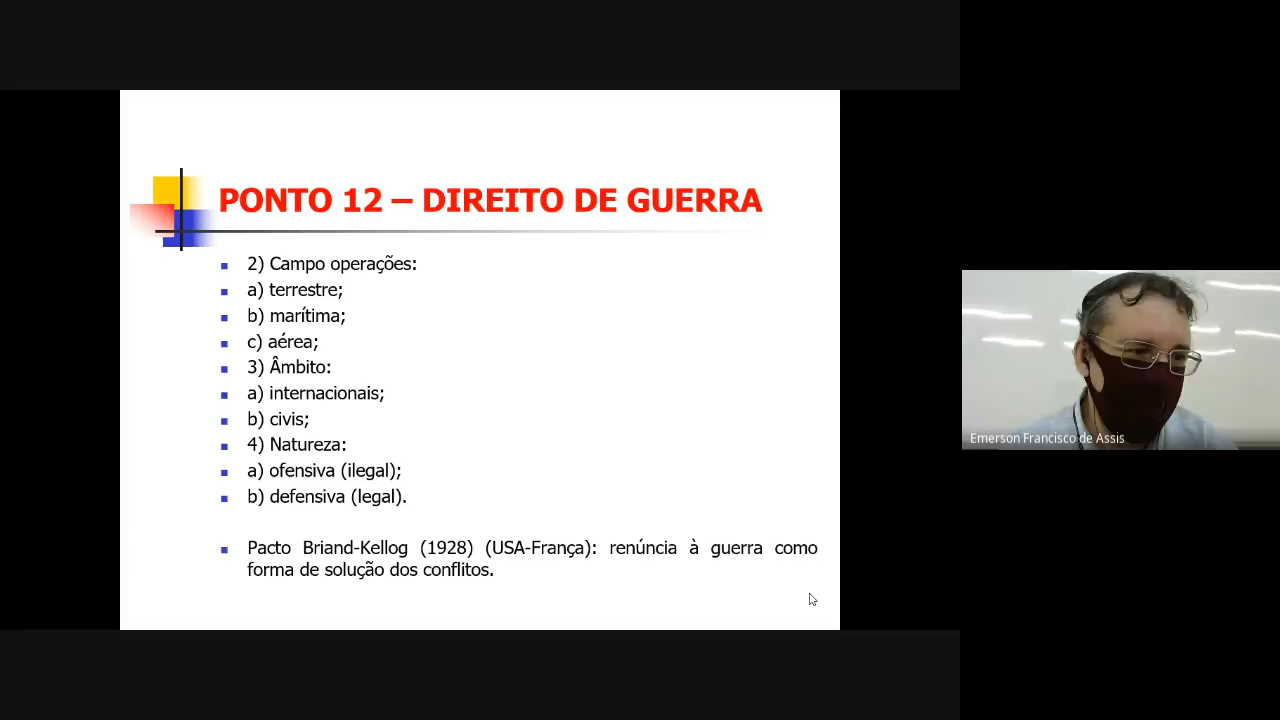 PONTO 12 – DIREITO DE GUERRA
2) Campo operações:
a) terrestre;
b) marítima;
c) aérea;
3) Âmbito:
a) internacionais;
b) civis;
4) Natureza:
a) ofensiva (ilegal);
b) defensiva (legal).
Pacto Briand-Kellog (1928) (USA-França): renúncia à guerra como
forma de solução dos conflitos.
Emerson Francisco de Assis